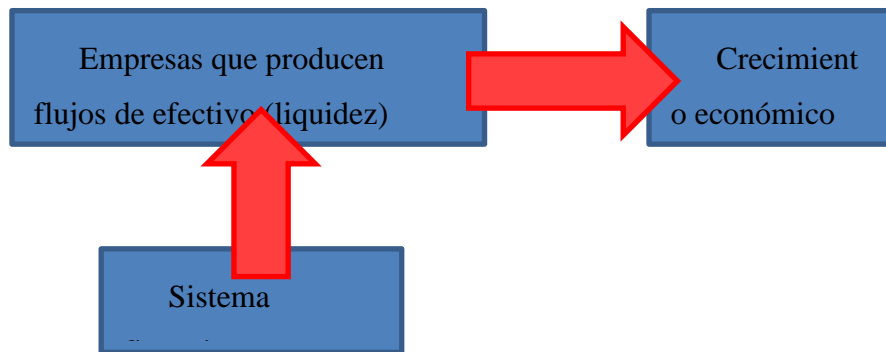 Empresas que producen
flujos de efectivo (liquidez)
Crecimient
o económico
Sistema